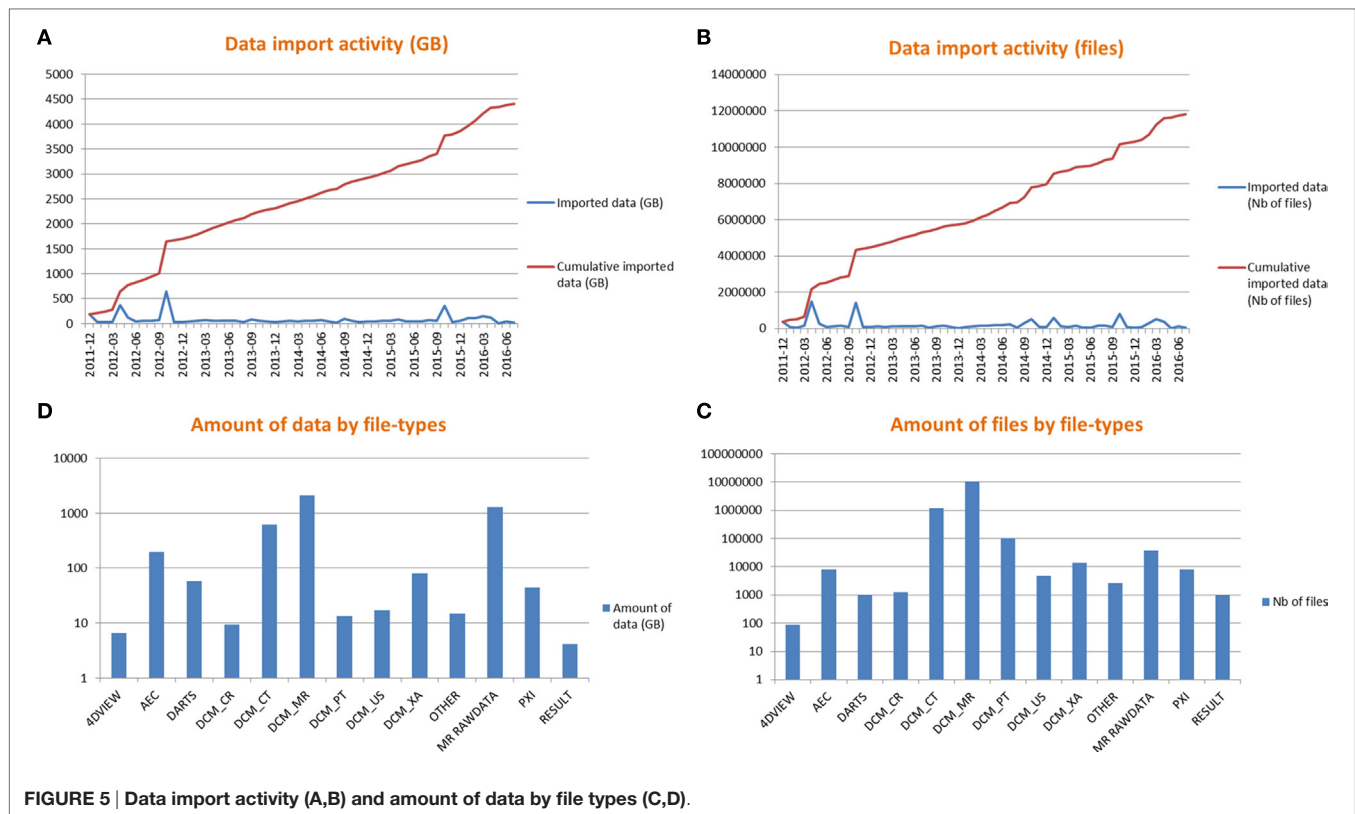 A
Data import activity (GB)
5000
4500
4000
3500
3000
2500
2000
1500
1000
500
0
2011-12
2012-03
2012-06
2012-09
2012-12
2013-03
2013-06
2013-09
2013-12
2014-03
2014-06
2014-09
2014-12
2015-03
2015-06
2015-09
2015-12
2016-03
2016-06
Imported data (GB)
Cumulative imported
data (GB)
B
Data import activity (files)
14000000
12000000
10000000
8000000
6000000
4000000
2000000
0
2011-12
2012-03
2012-06
2012-09
2012-12
2013-03
2013-06
2013-09
2013-12
2014-03
2014-06
2014-09
2014-12
2015-03
2015-06
2015-09
2015-12
2016-03
2016-06
Imported data
(Nb of files)
Cumulative
imported data
(Nb of files)
D
Amount of data by file-types
10000
1000
100
10
1
4DVIEW
AEC
DARTS
DCM_CR
DCM_CT
DCM_MR
DCM_PT
DCM_US
DCM_XA
OTHER
MR RAWDATA
PXI
RESULT
Amount of
data (GB)
C
Amount of files by file-types
100000000
10000000
1000000
100000
10000
1000
100
10
1
4DVIEW
AEC
DARTS
DCM_CR
DCM_CT
DCM_MR
DCM_PT
DCM_US
DCM_XA
OTHER
MR RAWDATA
PXI
RESULT
Nb of files
FIGURE 5 | Data import activity (A,B) and amount of data by file types (C,D).